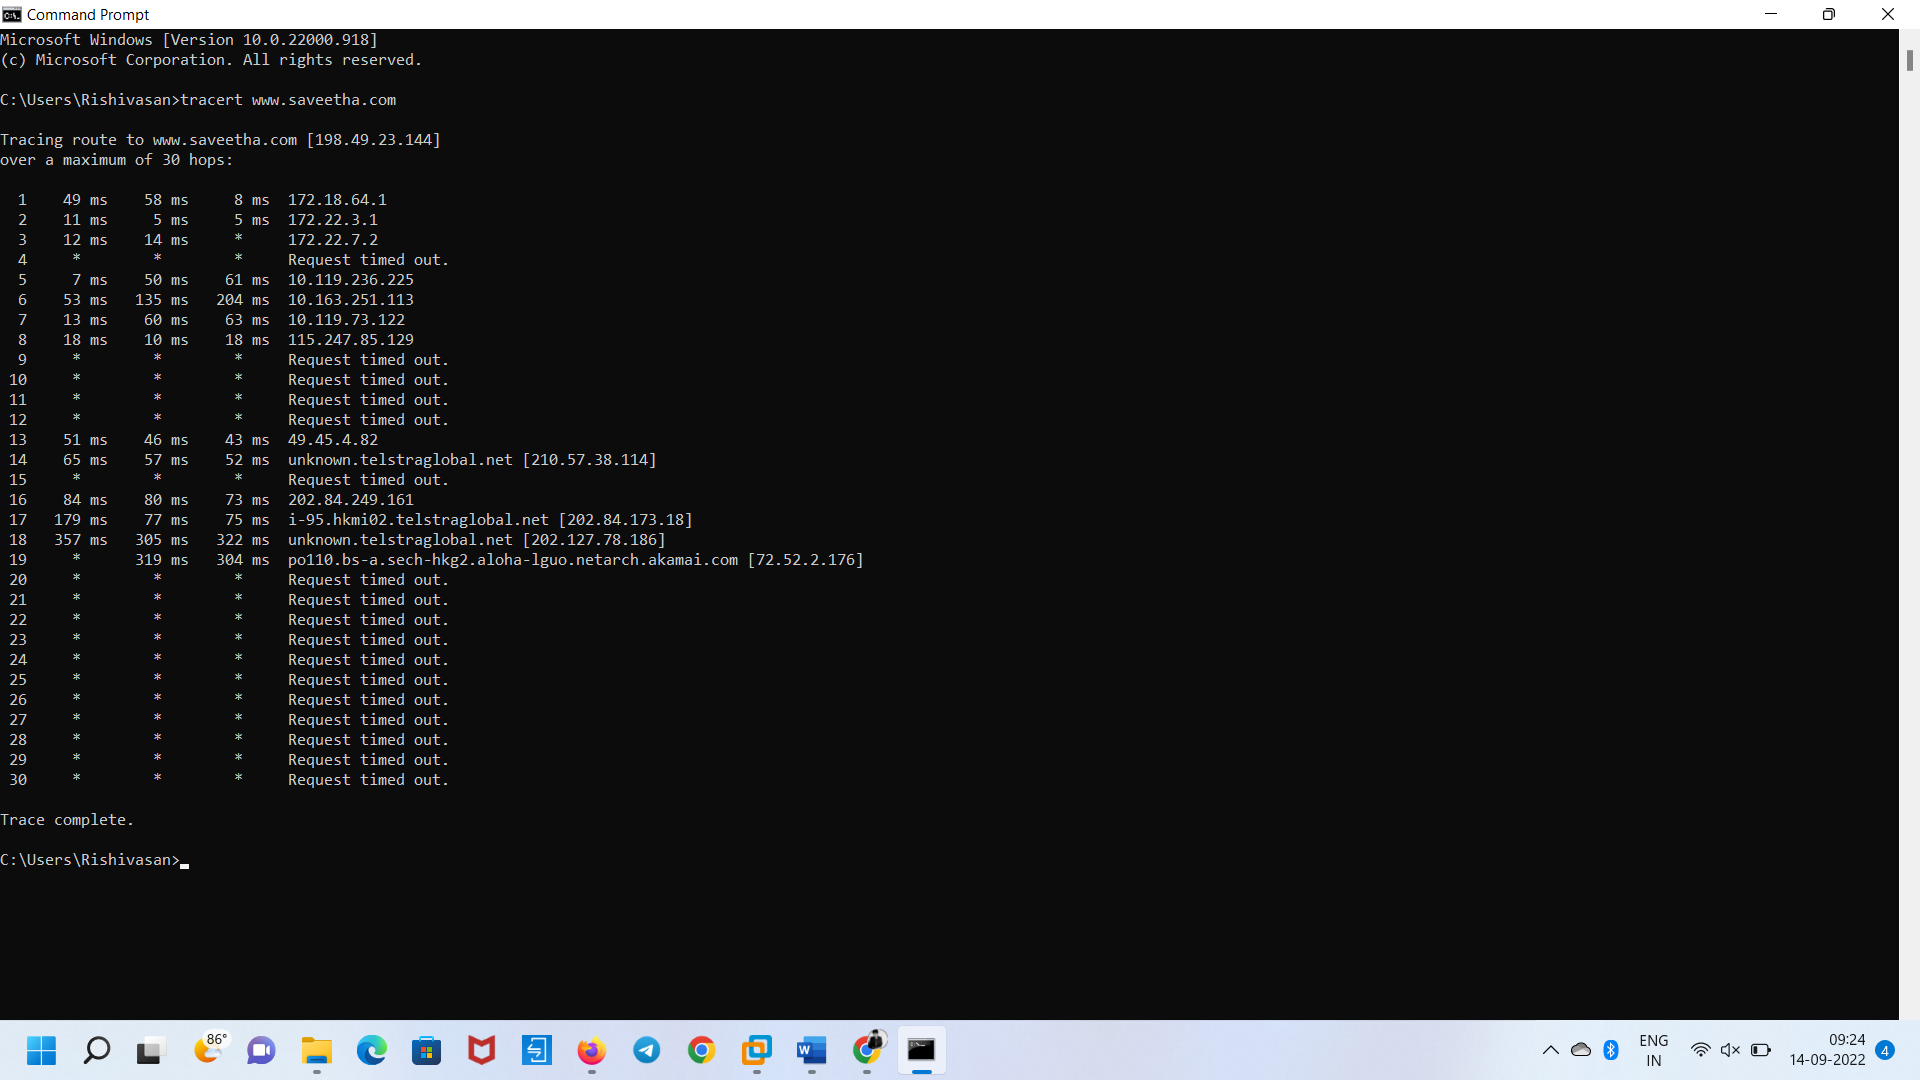 Command Prompt
Microsoft Windows [Version 10.0.22000.918]
(c) Microsoft Corporation. All rights reserved.
C:\Users\Rishivasan>tracert www.saveetha.com
Tracing route to www.saveetha.com [198.49.23.144]
over a maximum of 30 hops:
1 49 ms 58 ms 8 ms 172.18.64.1
2 11 ms 5 ms 5 ms 172.22.3.1
3 12 ms 14 ms * 172.22.7.2
4 * * * Request timed out.
5 7 ms 50 ms 61 ms 10.119.236.225
6 53 ms 135 ms 204 ms 10.163.251.113
7 13 ms 60 ms 63 ms 10.119.73.122
8 18 ms 10 ms 18 ms 115.247.85.129
9 * * * Request timed out.
10 * * * Request timed out.
11 * * * Request timed out.
12 * * * Request timed out.
13 51 ms 46 ms 43 ms 49.45.4.82
14 65 ms 57 ms 52 ms unknown.telstraglobal.net [210.57.38.114]
15 * * * Request timed out.
16 84 ms 80 ms 73 ms 202.84.249.161
17 179 ms 77 ms 75 ms i-95.hkmi02.telstraglobal.net [202.84.173.18]
18 357 ms 305 ms 322 ms unknown.telstraglobal.net [202.127.78.186]
19 * 319 ms 304 ms po110.bs-a.sech-hkg2.aloha-lguo.netarch.akamai.com [72.52.2.176]
20 * * * Request timed out.
21 * * * Request timed out.
22 * * * Request timed out.
23 * * * Request timed out.
24 * * * Request timed out.
25 * * * Request timed out.
26 * * * Request timed out.
27 * * * Request timed out.
28 * * * Request timed out.
29 * * * Request timed out.
30 * * * Request timed out.
Trace complete.
C:\Users\Rishivasan>
86°
W
ENG
IN
09:24
14-09-2022
4